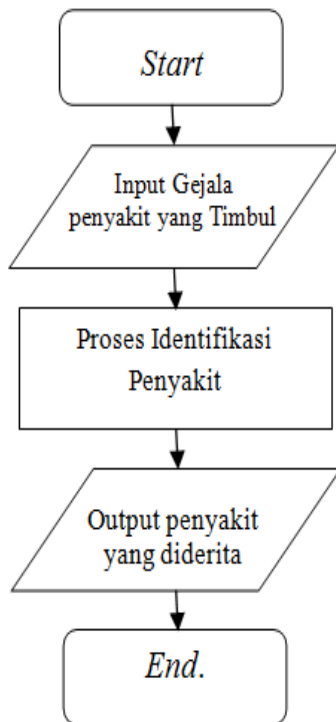 Start
Input Gejala
penyakit yang Timbul
Proses Identifikasi
Penyakit
Output penyakit
yang diderita
End.